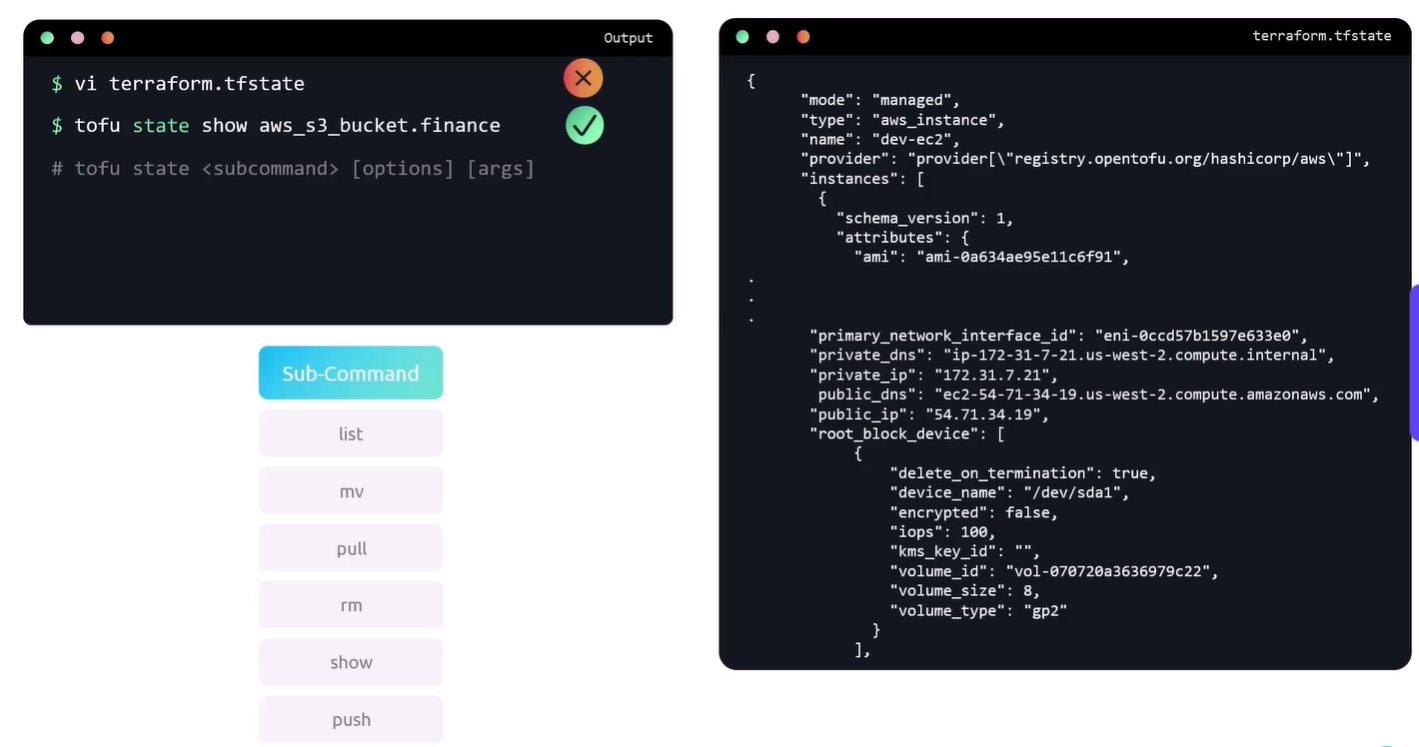 Output
$ vi terraform.tfstate
$ tofu state show aws_s3_bucket.finance
# tofu state <subcommand> [options] [args]
Sub-Command
list
mv
pull
rm
show
push
terraform.tfstate
{
"mode": "managed",
"type": "aws_instance",
"name": "dev-ec2",
"provider": "provider[\"registry.opentofu.org/hashicorp/aws\"]",
"instances": [
{
"schema_version": 1,
"attributes": {
"ami": "ami-0a634ae95e11c6f91",
.
.
.
"primary_network_interface_id": "eni-0ccd57b1597e633e0",
"private_dns": "ip-172-31-7-21.us-west-2.compute.internal",
"private_ip": "172.31.7.21",
public_dns": "ec2-54-71-34-19.us-west-2.compute.amazonaws.com",
"public_ip": "54.71.34.19",
"root_block_device": [
{
"delete_on_termination": true,
"device_name": "/dev/sda1",
"encrypted": false,
"iops": 100,
"kms_key_id": "",
"volume_id": "vol-070720a3636979c22",
"volume_size": 8,
"volume_type": "gp2"
}
],